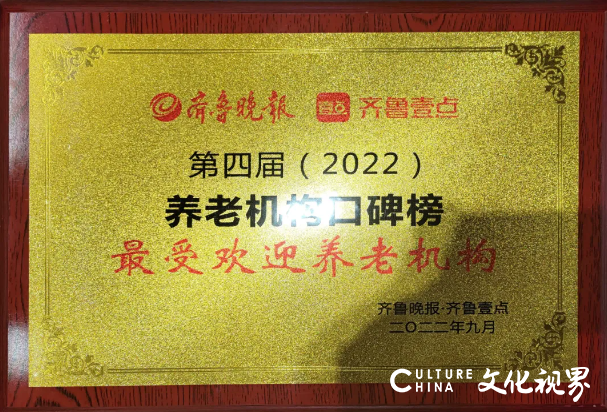 齐鲁晚报 壹点 齐鲁壹点
第四届（2022）
养老机构口碑榜
最受欢迎养老机构
齐鲁晚报·齐鲁壹点
二〇二二年九月
CULTURE CHINA 文化视界